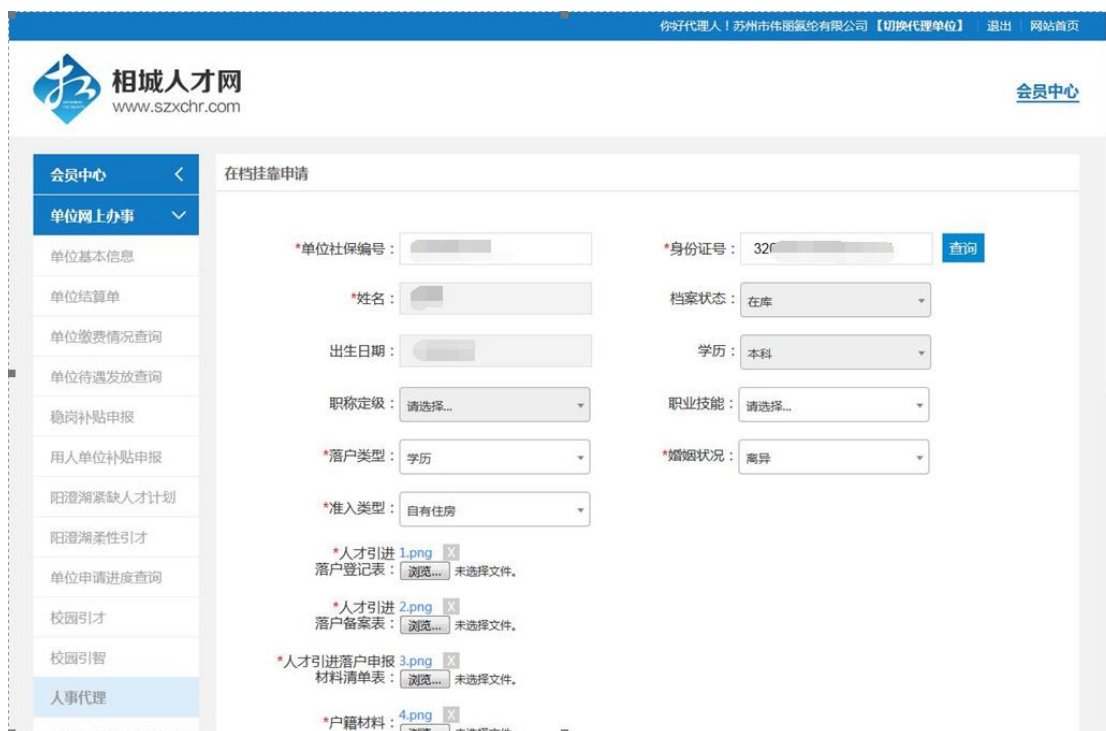 你好代理人！苏州市伟丽氨纶有限公司【切换代理单位】 退出 网站首页
相城人才网
www.szxchr.com
会员中心
会员中心
单位网上办事
单位基本信息
单位结算单
单位缴费情况查询
单位待遇发放查询
稳岗补贴申报
用人单位补贴申报
阳澄湖紧缺人才计划
阳澄湖柔性引才
单位申请进度查询
校园引才
校园引智
人事代理
在档挂靠申请
*单位社保编号：
*身份证号： 320 查询
*姓名：
档案状态： 在库
出生日期：
学历： 本科
职称定级： 请选择...
职业技能： 请选择...
*落户类型： 学历
*婚姻状况： 离异
*准入类型： 自有住房
*人才引进 1.png X
落户登记表： 浏览... 未选择文件。
*人才引进 2.png X
落户备案表： 浏览... 未选择文件。
*人才引进落户申报 3.png X
材料清单表： 浏览... 未选择文件。
*户籍材料： 4.png X
浏览... 未选择文件。